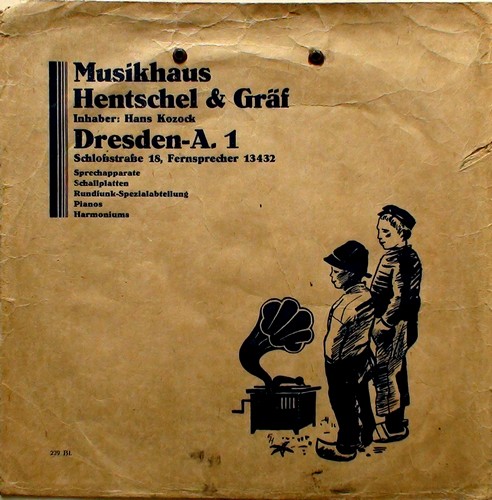 Musikhaus
Hentschel & Gräf
Inhaber: Hans Kozock
Dresden-A. 1
Schloßstraße 18, Fernsprecher 13432
Sprechapparate
Schallplatten
Rundfunk-Spezialabteilung
Pianos
Harmoniums